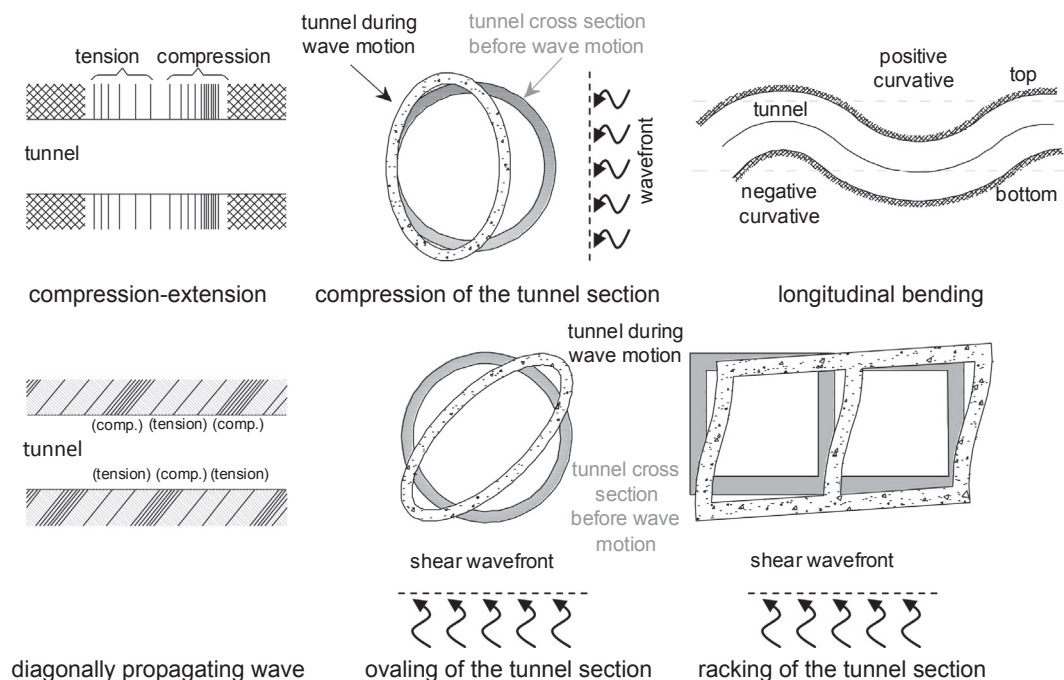 tension
compression
tunnel
compression-extension
tunnel during
wave motion
tunnel cross section
before wave motion
wavefront
compression of the tunnel section
positive
curvative
top
tunnel
negative
curvative
bottom
longitudinal bending
(comp.) (tension) (comp.)
tunnel
(tension) (comp.) (tension)
diagonally propagating wave
tunnel during
wave motion
tunnel cross
section
before wave
motion
shear wavefront
ovaling of the tunnel section
shear wavefront
racking of the tunnel section